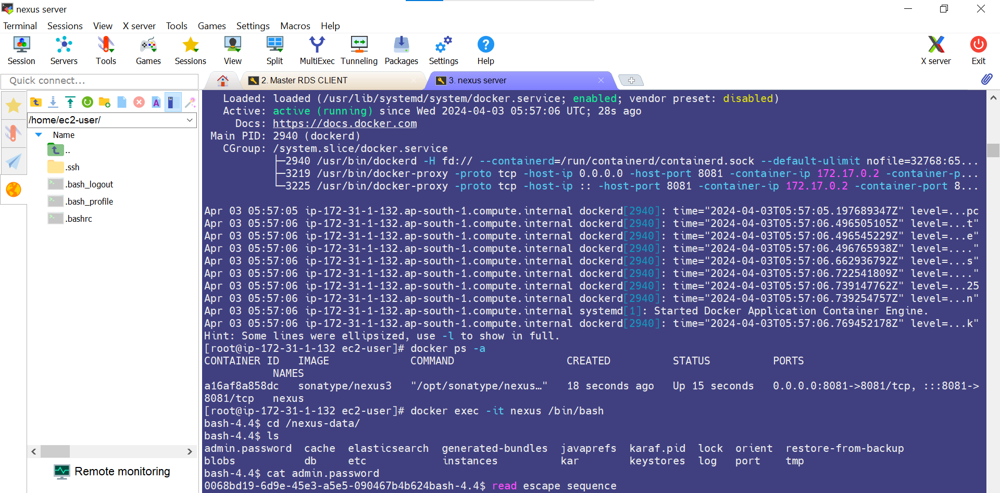 nexus server
Terminal Sessions View X server Tools Games Settings Macros Help
Session Servers Tools Games Sessions View Split MultiExec Tunneling Packages Settings Help X server Exit
Quick connect...
2. Master RDS CLIENT
3. nexus server
/home/ec2-user/
Name
..
.ssh
.bash_logout
.bash_profile
.bashrc
Remote monitoring
Loaded: loaded (/usr/lib/systemd/system/docker.service; enabled; vendor preset: disabled)
Active: active (running) since Wed 2024-04-03 05:57:06 UTC; 28s ago
Docs: https://docs.docker.com
Main PID: 2940 (dockerd)
CGroup: /system.slice/docker.service
├─2940 /usr/bin/dockerd -H fd:// --containerd=/run/containerd/containerd.sock --default-ulimit nofile=32768:65...
├─3219 /usr/bin/docker-proxy -proto tcp -host-ip 0.0.0.0 -host-port 8081 -container-ip 172.17.0.2 -container-p...
└─3225 /usr/bin/docker-proxy -proto tcp -host-ip :: -host-port 8081 -container-ip 172.17.0.2 -container-port 8...
Apr 03 05:57:05 ip-172-31-1-132.ap-south-1.compute.internal dockerd[2940]: time="2024-04-03T05:57:05.197689347Z" level=...pc
Apr 03 05:57:06 ip-172-31-1-132.ap-south-1.compute.internal dockerd[2940]: time="2024-04-03T05:57:06.496505105Z" level=...t"
Apr 03 05:57:06 ip-172-31-1-132.ap-south-1.compute.internal dockerd[2940]: time="2024-04-03T05:57:06.496545229Z" level=...e"
Apr 03 05:57:06 ip-172-31-1-132.ap-south-1.compute.internal dockerd[2940]: time="2024-04-03T05:57:06.496765938Z" level=...."
Apr 03 05:57:06 ip-172-31-1-132.ap-south-1.compute.internal dockerd[2940]: time="2024-04-03T05:57:06.662936792Z" level=...s"
Apr 03 05:57:06 ip-172-31-1-132.ap-south-1.compute.internal dockerd[2940]: time="2024-04-03T05:57:06.722541809Z" level=...."
Apr 03 05:57:06 ip-172-31-1-132.ap-south-1.compute.internal dockerd[2940]: time="2024-04-03T05:57:06.739147762Z" level=...25
Apr 03 05:57:06 ip-172-31-1-132.ap-south-1.compute.internal dockerd[2940]: time="2024-04-03T05:57:06.739254757Z" level=...n"
Apr 03 05:57:06 ip-172-31-1-132.ap-south-1.compute.internal systemd[1]: Started Docker Application Container Engine.
Apr 03 05:57:06 ip-172-31-1-132.ap-south-1.compute.internal dockerd[2940]: time="2024-04-03T05:57:06.769452178Z" level=...k"
Hint: Some lines were ellipsized, use -l to show in full.
[root@ip-172-31-1-132 ec2-user]# docker ps -a
CONTAINER ID IMAGE COMMAND CREATED STATUS PORTS
NAMES
a16af8a858dc sonatype/nexus3 "/opt/sonatype/nexus…" 18 seconds ago Up 15 seconds 0.0.0.0:8081->8081/tcp, :::8081->
8081/tcp nexus
[root@ip-172-31-1-132 ec2-user]# docker exec -it nexus /bin/bash
bash-4.4$ cd /nexus-data/
bash-4.4$ ls
admin.password cache elasticsearch generated-bundles javaprefs karaf.pid lock orient restore-from-backup
blobs db etc instances kar keystores log port tmp
bash-4.4$ cat admin.password
0068bd19-6d9e-45e3-a5e5-090467b4b624bash-4.4$ read escape sequence